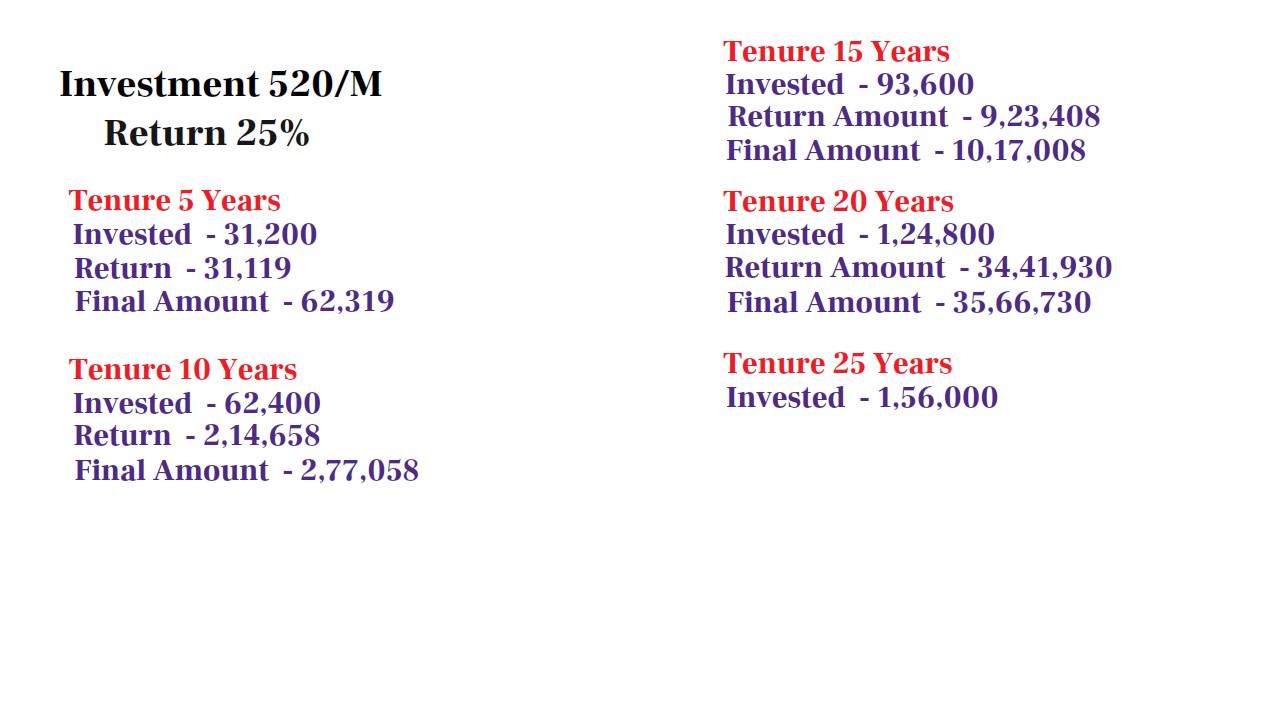 Investment 520/M
Return 25%
Tenure 5 Years
Invested - 31,200
Return - 31,119
Final Amount - 62,319
Tenure 10 Years
Invested - 62,400
Return - 2,14,658
Final Amount - 2,77,058
Tenure 15 Years
Invested - 93,600
Return Amount - 9,23,408
Final Amount - 10,17,008
Tenure 20 Years
Invested - 1,24,800
Return Amount - 34,41,930
Final Amount - 35,66,730
Tenure 25 Years
Invested - 1,56,000